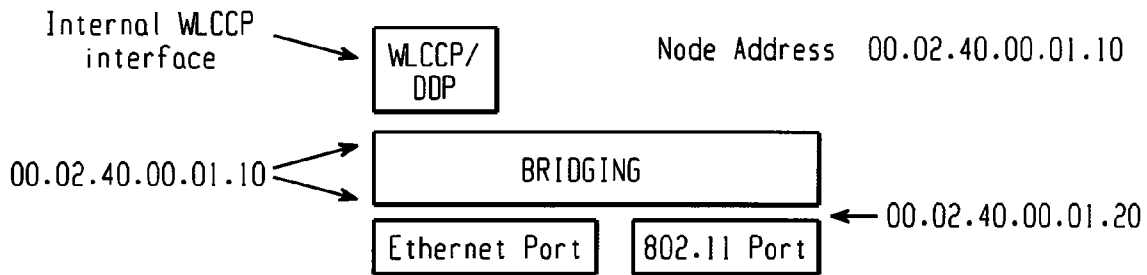 Internal WLCCP
interface
WLCCP/
DDP
Node Address 00.02.40.00.01.10
BRIDGING
00.02.40.00.01.10
00.02.40.00.01.20
Ethernet Port
802.11 Port